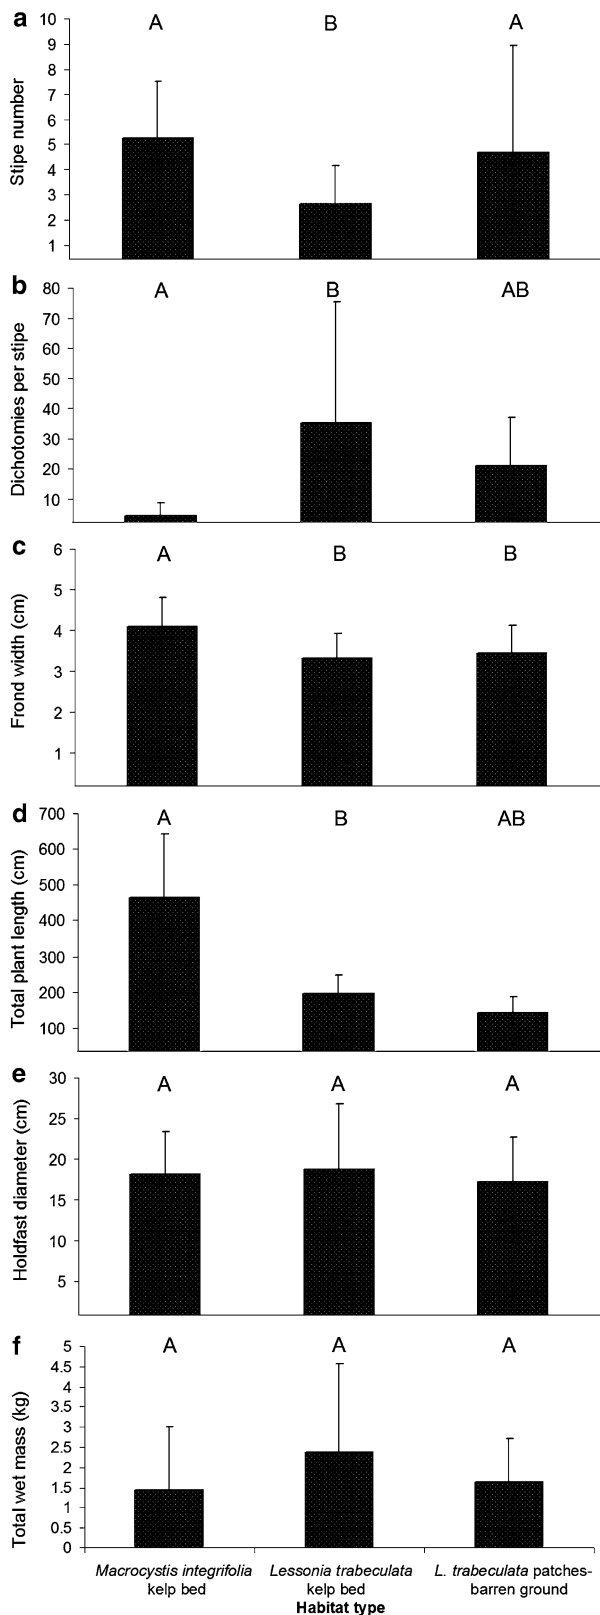 a
Stipe number
10
9
8
7
6
5
4
3
2
1
A B A
b
Dichotomies per stipe
80
70
60
50
40
30
20
10
A B AB
c
Frond width (cm)
6
5
4
3
2
1
A B B
d
Total plant length (cm)
700
600
500
400
300
200
100
A B AB
e
Holdfast diameter (cm)
30
25
20
15
10
5
A A A
f
Total wet mass (kg)
5
4.5
4
3.5
3
2.5
2
1.5
1
0.5
0
A A A
Macrocystis integrifolia
kelp bed
Lessonia trabeculata
kelp bed
L. trabeculata patches-
barren ground
Habitat type